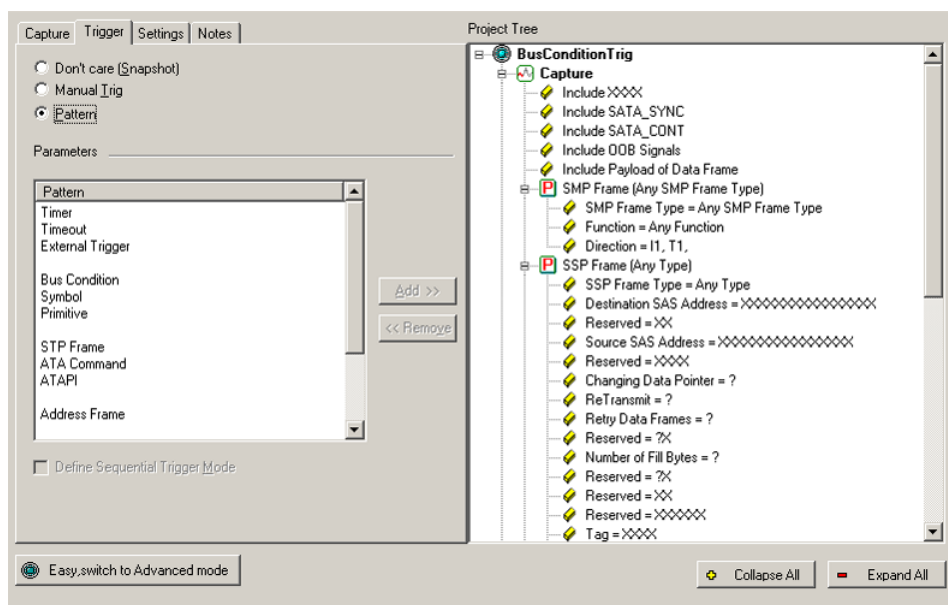 Capture Trigger Settings Notes
Don't care (Snapshot)
Manual Trig
Pattern
Parameters
Pattern
Timer
Timeout
External Trigger
Bus Condition
Symbol
Primitive
STP Frame
ATA Command
ATAPI
Address Frame
Add >>
<< Remove
Define Sequential Trigger Mode
Easy,switch to Advanced mode
Project Tree
BusConditionTrig
Capture
Include XXXX
Include SATA_SYNC
Include SATA_CONT
Include OOB Signals
Include Payload of Data Frame
P SMP Frame (Any SMP Frame Type)
SMP Frame Type = Any SMP Frame Type
Function = Any Function
Direction = I1, T1,
P SSP Frame (Any Type)
SSP Frame Type = Any Type
Destination SAS Address = XXXXXXXXXXXXXXXX
Reserved = XX
Source SAS Address = XXXXXXXXXXXXXXXX
Reserved = XXXX
Changing Data Pointer = ?
ReTransmit = ?
Retry Data Frames = ?
Reserved = ?X
Number of Fill Bytes = ?
Reserved = ?X
Reserved = XX
Reserved = XXXXXX
Tag = XXXX
Collapse All
Expand All